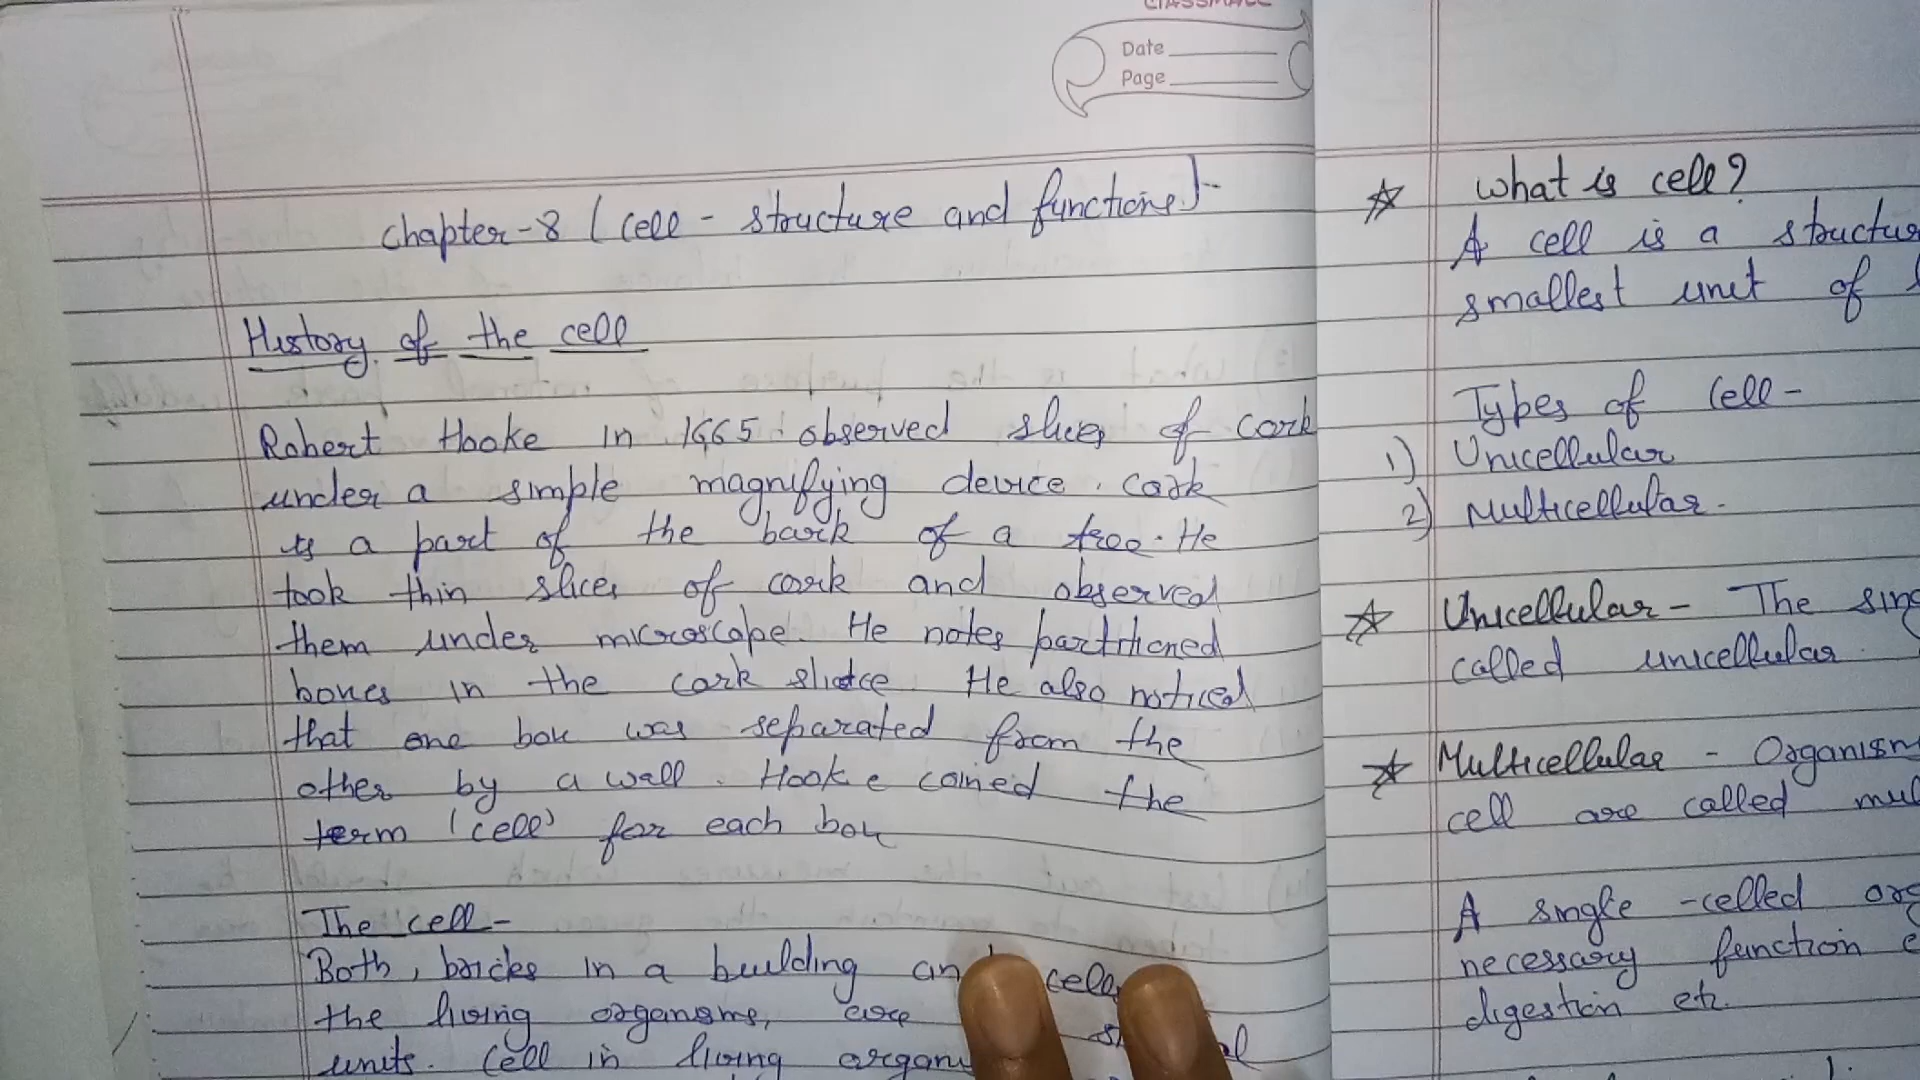 Date
Page
Chapter-8 (cell - structure and functions)-
History of the cell
Robert Hooke in 1665 observed slices of cork
under a simple magnifying device. Cork
is a part of the bark of a tree. He
took thin slices of cork and observed
them under microscope. He notes partitioned
boxes in the cork slice. He also noticed
that one box was separated from the
other by a wall. Hooke coined the
term 'cell' for each box
The cell-
Both, bricks in a building and cells
the living organisms, are
units. Cell in living
☆ What is cell?
A cell is a
smallest unit of
Types of Cell-
1) Unicellular
2) Multicellular.
☆ Unicellular - The
called unicellular.
☆ Multicellular -
cell are called
A single-celled
necessary function
digestion etc.